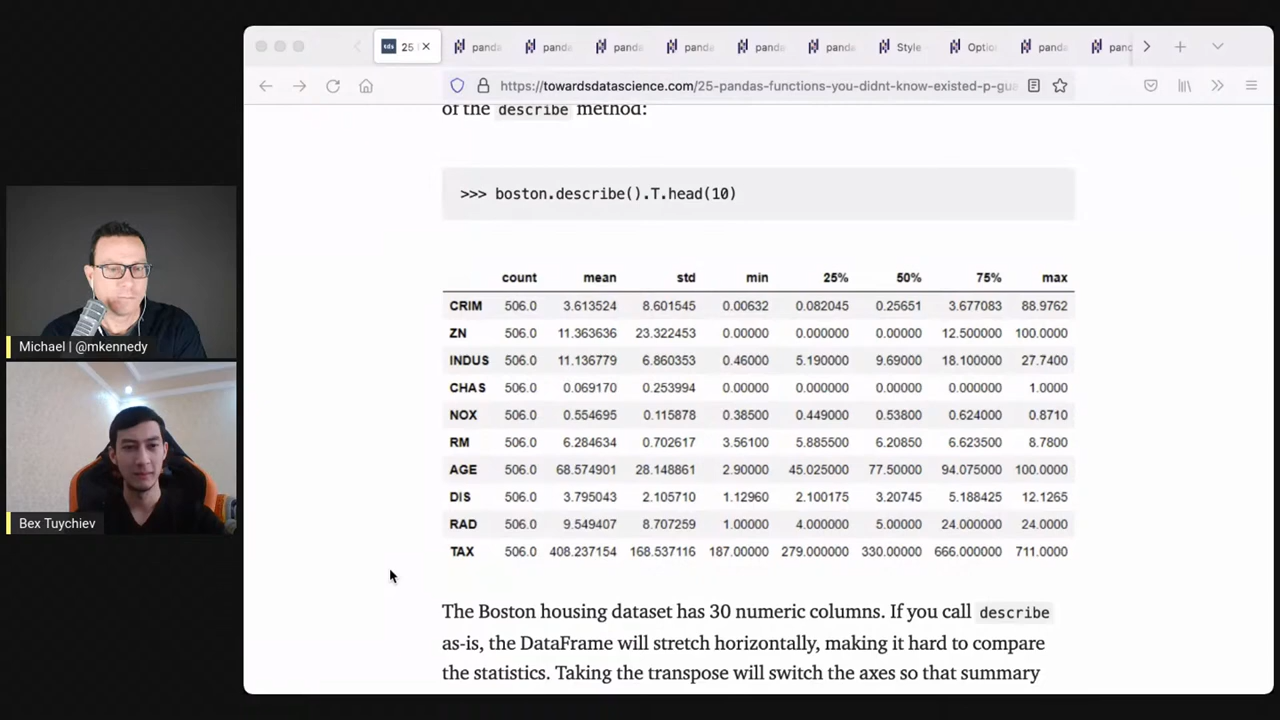 25
panda
panda
panda
panda
panda
panda
Style
Optio
panda
pand
https://towardsdatascience.com/25-pandas-functions-you-didnt-know-existed-p-gua
of the describe method:
>>> boston.describe().T.head(10)
count mean std min 25% 50% 75% max
CRIM 506.0 3.613524 8.601545 0.00632 0.082045 0.25651 3.677083 88.9762
ZN 506.0 11.363636 23.322453 0.00000 0.000000 0.00000 12.500000 100.0000
INDUS 506.0 11.136779 6.860353 0.46000 5.190000 9.69000 18.100000 27.7400
CHAS 506.0 0.069170 0.253994 0.00000 0.000000 0.00000 0.000000 1.0000
NOX 506.0 0.554695 0.115878 0.38500 0.449000 0.53800 0.624000 0.8710
RM 506.0 6.284634 0.702617 3.56100 5.885500 6.20850 6.623500 8.7800
AGE 506.0 68.574901 28.148861 2.90000 45.025000 77.50000 94.075000 100.0000
DIS 506.0 3.795043 2.105710 1.12960 2.100175 3.20745 5.188425 12.1265
RAD 506.0 9.549407 8.707259 1.00000 4.000000 5.00000 24.000000 24.0000
TAX 506.0 408.237154 168.537116 187.00000 279.000000 330.00000 666.000000 711.0000
The Boston housing dataset has 30 numeric columns. If you call describe
as-is, the DataFrame will stretch horizontally, making it hard to compare
the statistics. Taking the transpose will switch the axes so that summary
Michael | @mkennedy
Bex Tuychiev